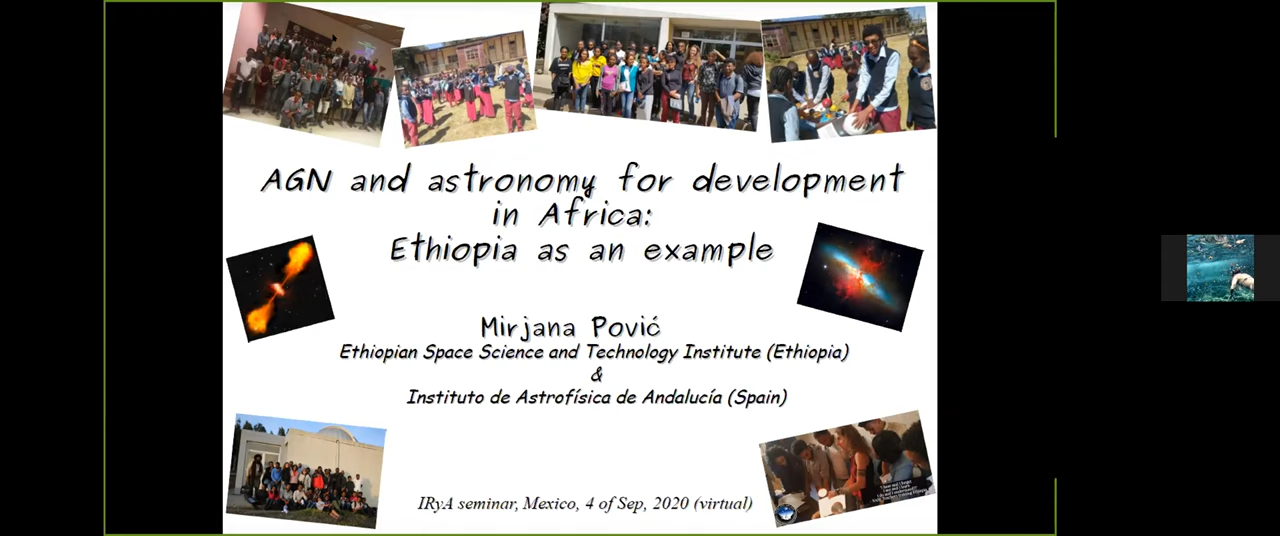 AGN and astronomy for development
in Africa:
Ethiopia as an example
Mirjana Pović
Ethiopian Space Science and Technology Institute (Ethiopia)
&
Instituto de Astrofísica de Andalucía (Spain)
IRyA seminar, Mexico, 4 of Sep, 2020 (virtual)